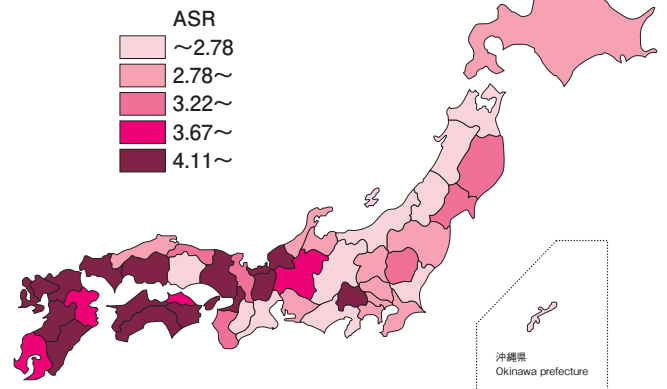 ASR
～2.78
2.78～
3.22～
3.67～
4.11～
沖縄県
Okinawa prefecture